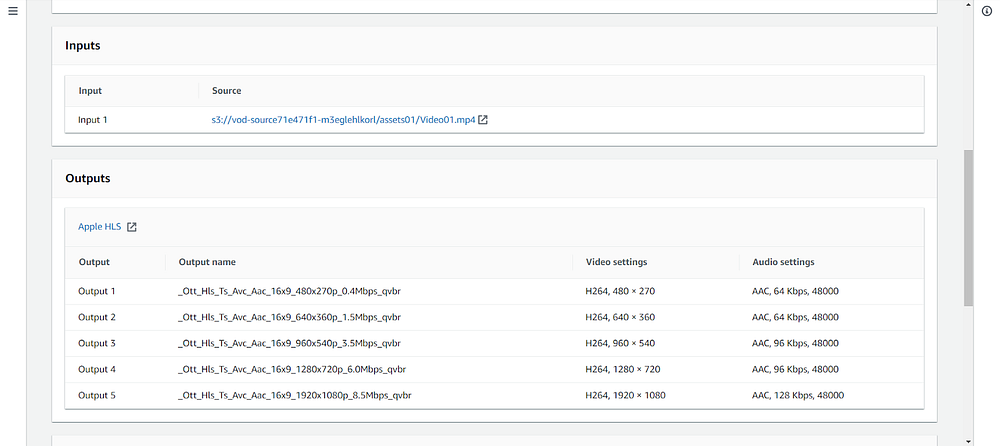 Inputs
Input Source
Input 1 s3://vod-source71e471f1-m3eglehlkorl/assets01/Video01.mp4
Outputs
Apple HLS
Output Output name Video settings Audio settings
Output 1 _Ott_Hls_Ts_Avc_Aac_16x9_480x270p_0.4Mbps_qvbr H264, 480 × 270 AAC, 64 Kbps, 48000
Output 2 _Ott_Hls_Ts_Avc_Aac_16x9_640x360p_1.5Mbps_qvbr H264, 640 × 360 AAC, 64 Kbps, 48000
Output 3 _Ott_Hls_Ts_Avc_Aac_16x9_960x540p_3.5Mbps_qvbr H264, 960 × 540 AAC, 96 Kbps, 48000
Output 4 _Ott_Hls_Ts_Avc_Aac_16x9_1280x720p_6.0Mbps_qvbr H264, 1280 × 720 AAC, 96 Kbps, 48000
Output 5 _Ott_Hls_Ts_Avc_Aac_16x9_1920x1080p_8.5Mbps_qvbr H264, 1920 × 1080 AAC, 128 Kbps, 48000